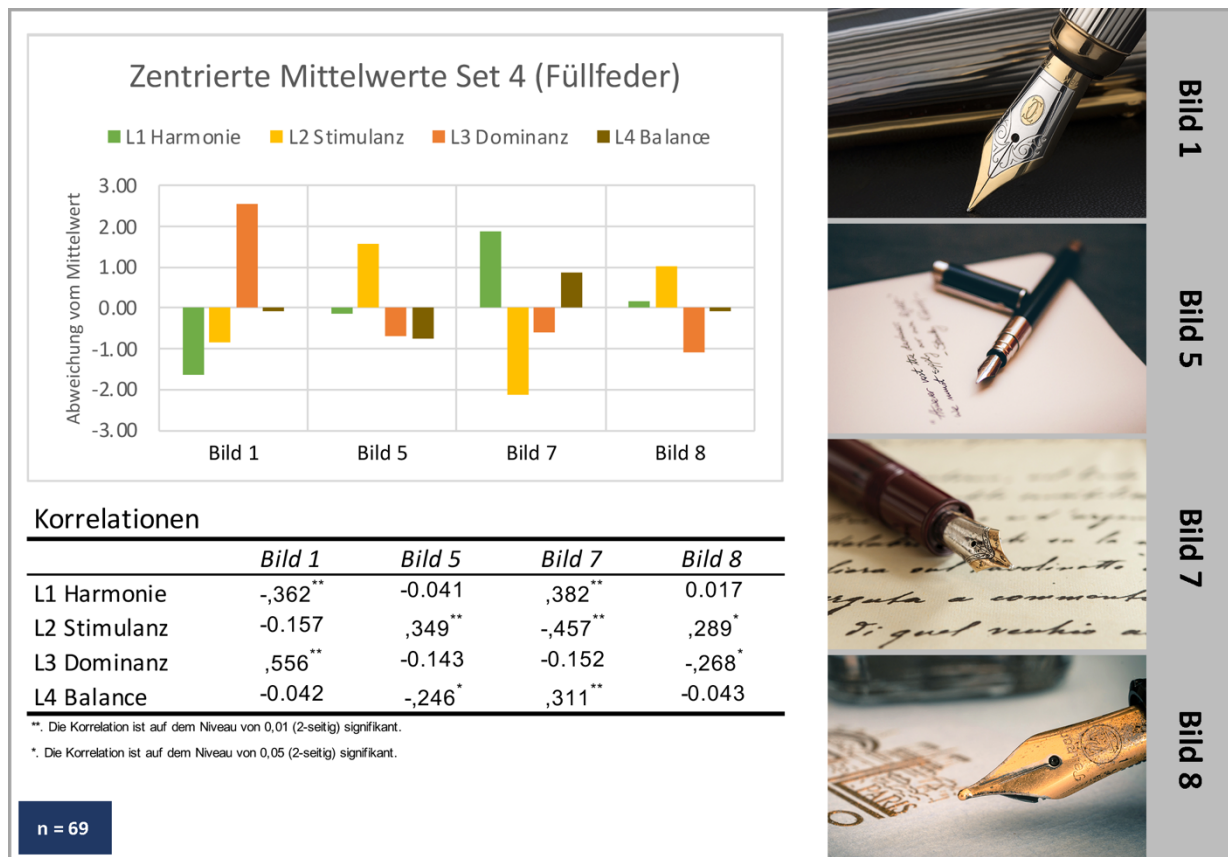 Zentrierte Mittelwerte Set 4 (Füllfeder)
L1 Harmonie L2 Stimulanz L3 Dominanz L4 Balance
Abweichung vom Mittelwert
3.00
2.00
1.00
0.00
-1.00
-2.00
-3.00
Bild 1 Bild 5 Bild 7 Bild 8
Korrelationen
Bild 1 Bild 5 Bild 7 Bild 8
L1 Harmonie -,362** -0.041 ,382** 0.017
L2 Stimulanz -0.157 ,349** -,457** ,289*
L3 Dominanz ,556** -0.143 -0.152 -,268*
L4 Balance -0.042 -,246* ,311** -0.043
**. Die Korrelation ist auf dem Niveau von 0,01 (2-seitig) signifikant.
*. Die Korrelation ist auf dem Niveau von 0,05 (2-seitig) signifikant.
n = 69
Bild 1
Bild 5
di quel vecchio a
Bild 7
PARIS
Bild 8